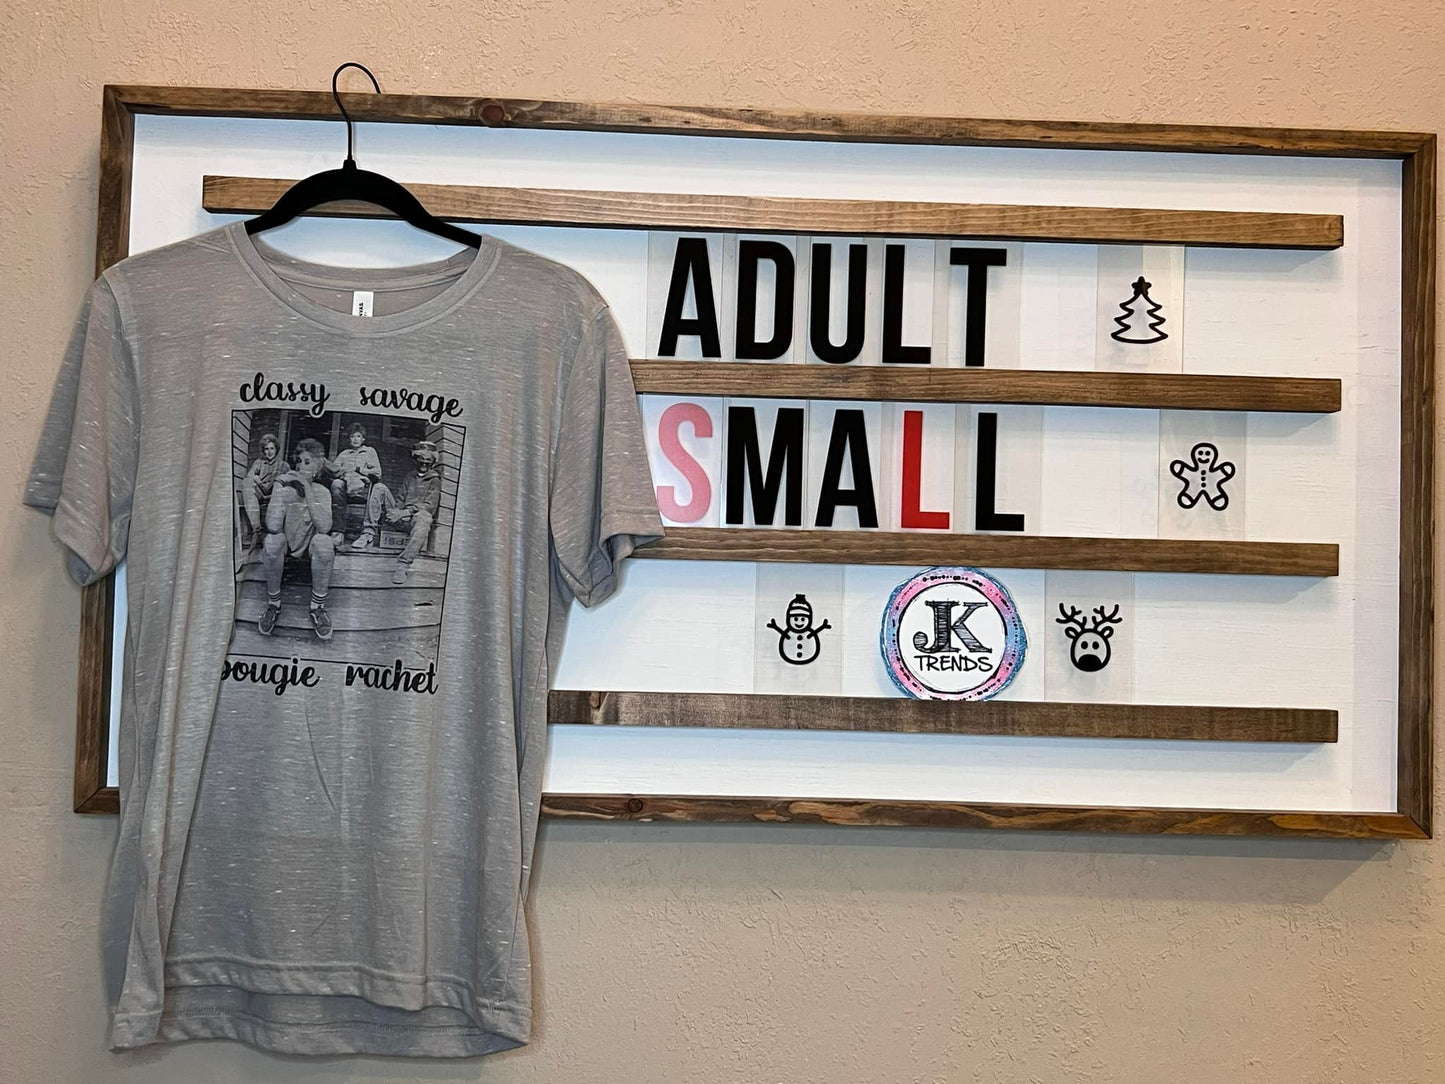 classy savage
bougie rachet
ADULT
SMALL
JK
TRENDS